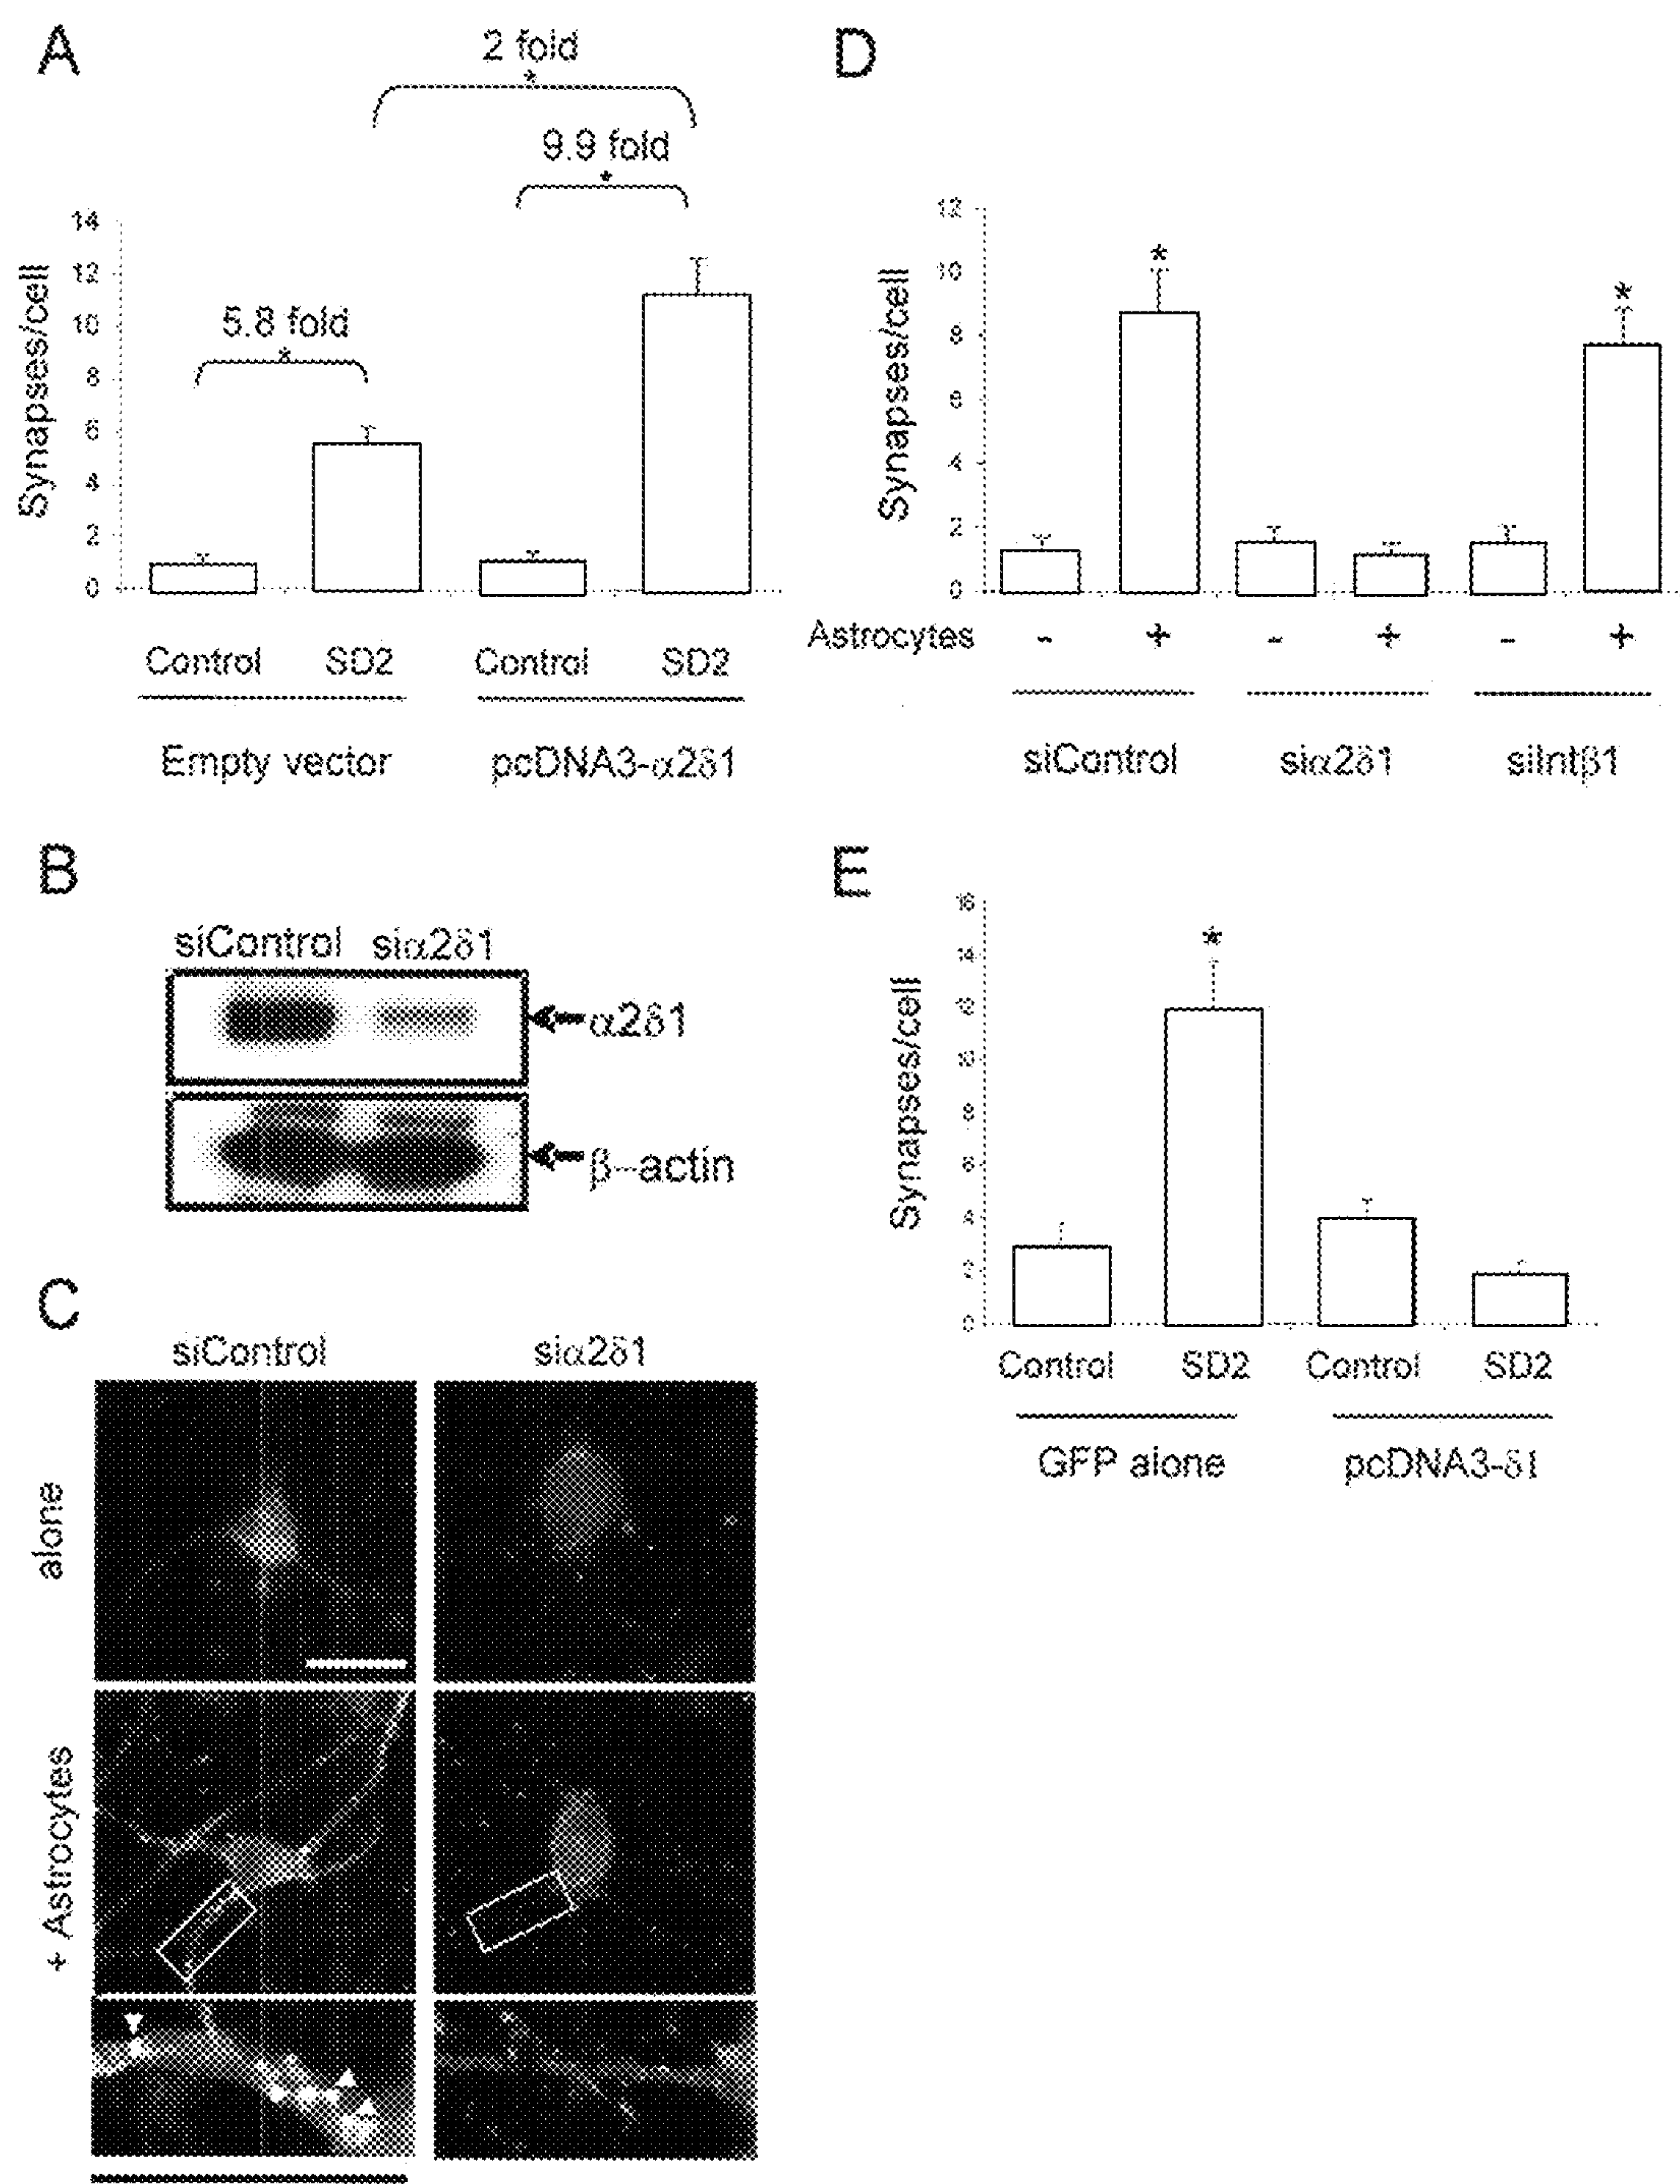 A
2 fold
*
9.9 fold
*
5.8 fold
*
Synapses/cell
14
12
10
8
6
4
2
0
Control SD2 Control SD2
Empty vector pcDNA3-α2δ1
B
siControl siα2δ1
α2δ1
β-actin
C
siControl siα2δ1
alone
+ Astrocytes
D
Synapses/cell
12
10
8
6
4
2
0
*
*
Astrocytes - + - + - +
siControl siα2δ1 siIntβ1
E
Synapses/cell
16
14
12
10
8
6
4
2
0
*
Control SD2 Control SD2
GFP alone pcDNA3-δ1